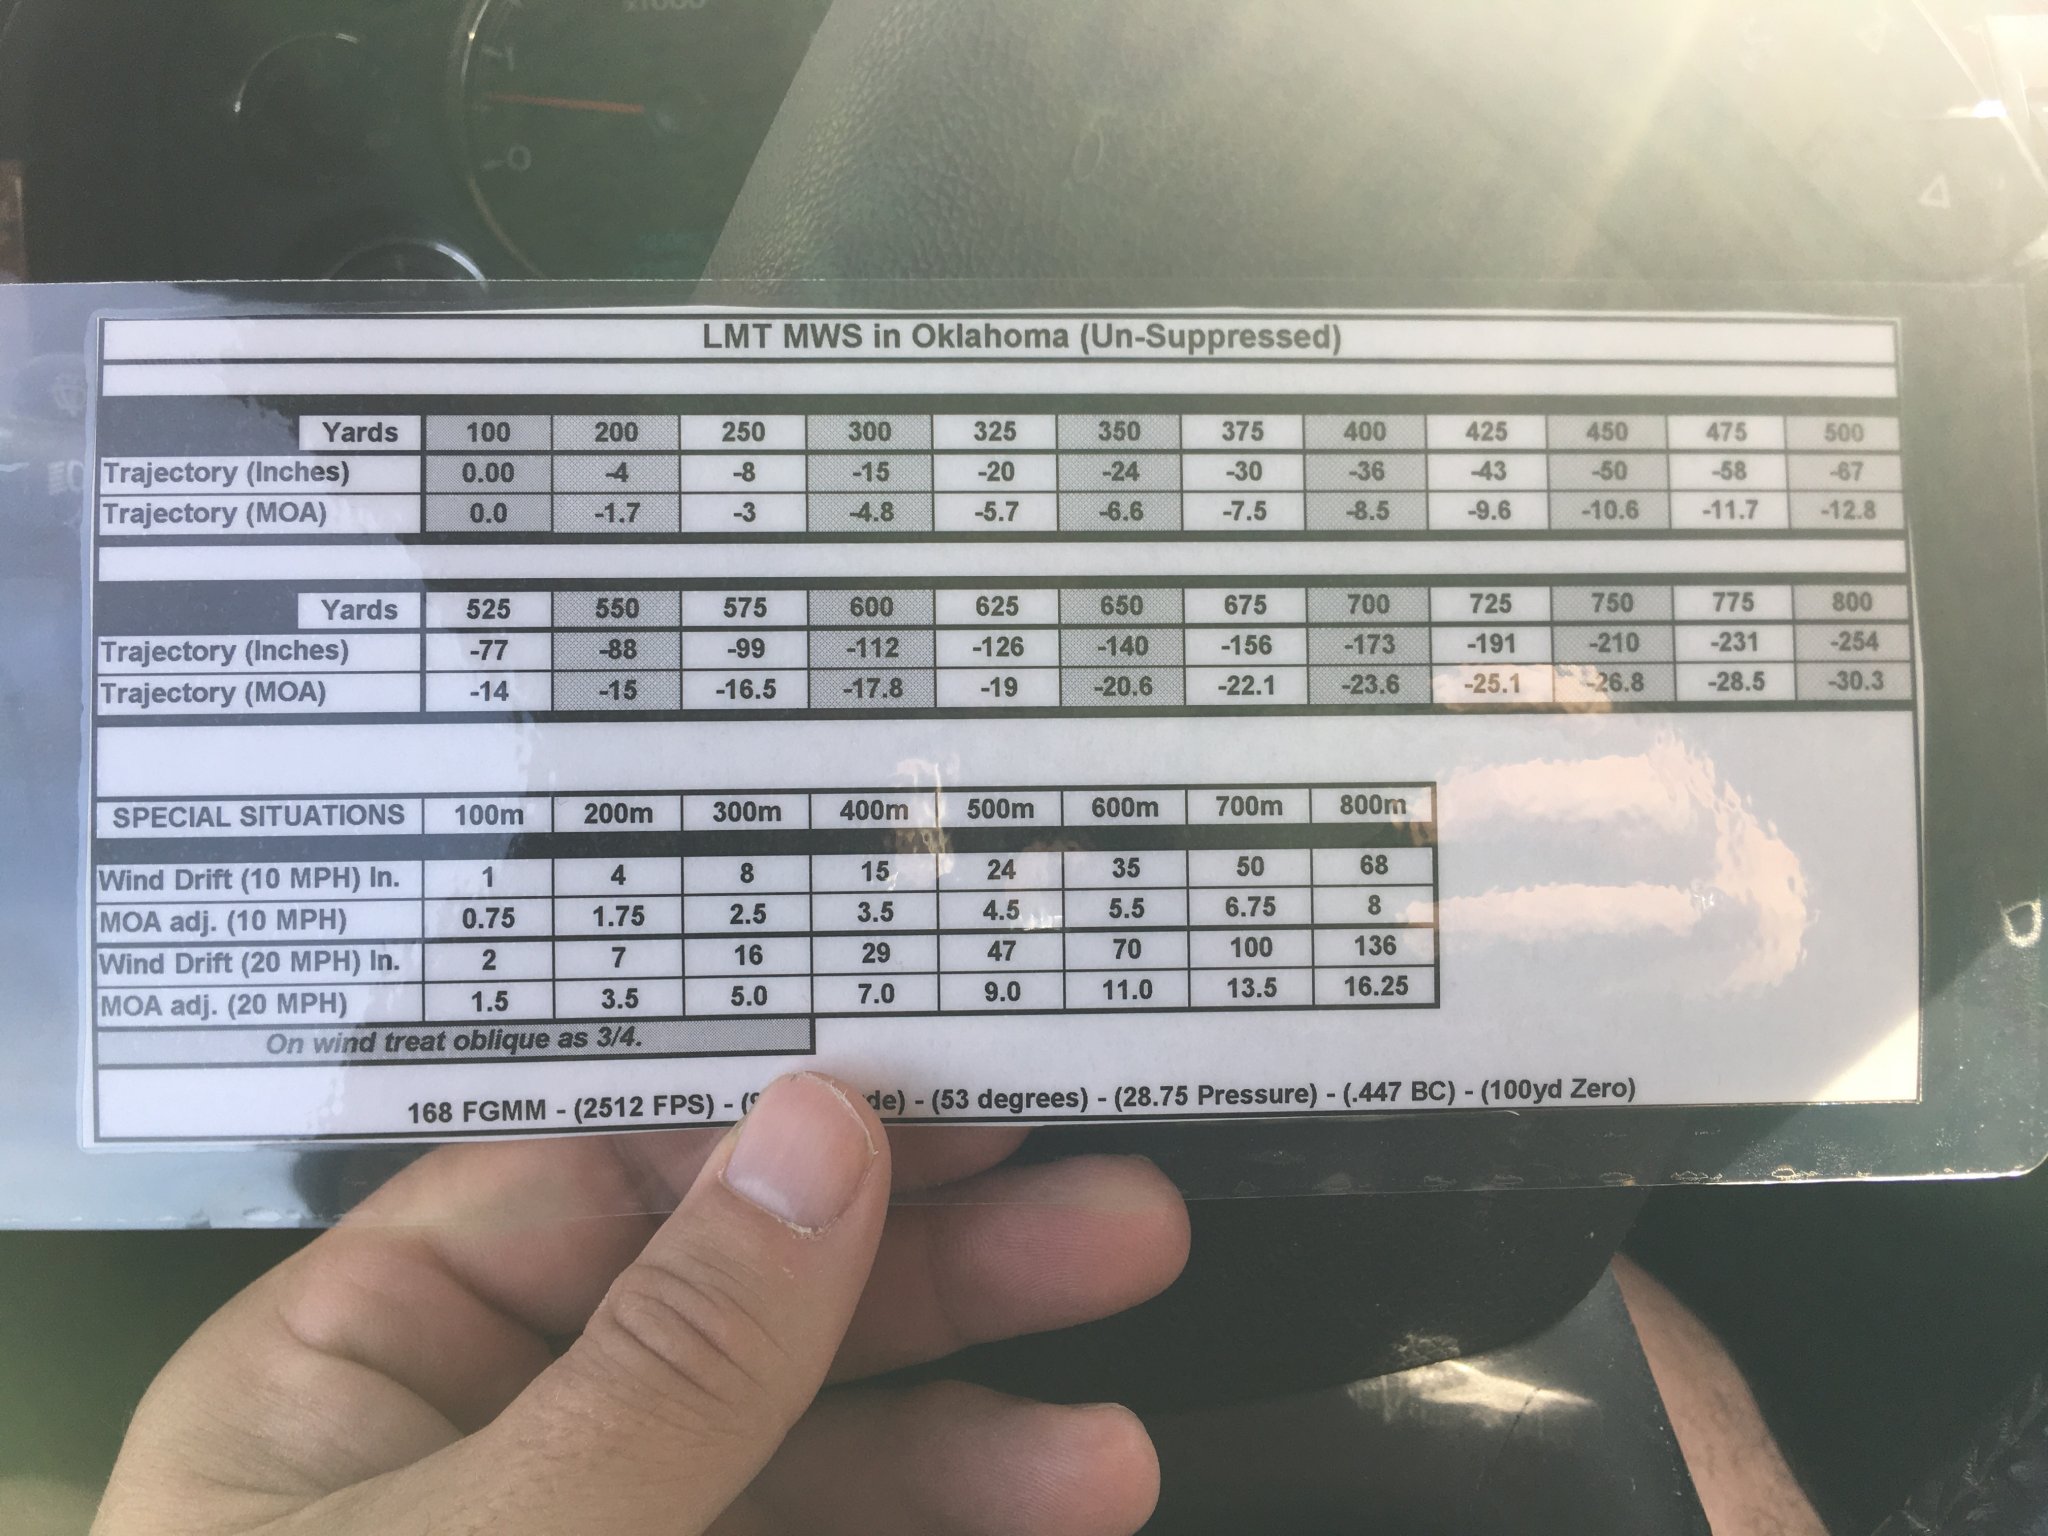 x1000
1
0
LMT MWS in Oklahoma (Un-Suppressed)
Yards 100 200 250 300 325 350 375 400 425 450 475 500
Trajectory (Inches) 0.00 -4 -8 -15 -20 -24 -30 -36 -43 -50 -58 -67
Trajectory (MOA) 0.0 -1.7 -3 -4.8 -5.7 -6.6 -7.5 -8.5 -9.6 -10.6 -11.7 -12.8
Yards 525 550 575 600 625 650 675 700 725 750 775 800
Trajectory (Inches) -77 -88 -99 -112 -126 -140 -156 -173 -191 -210 -231 -254
Trajectory (MOA) -14 -15 -16.5 -17.8 -19 -20.6 -22.1 -23.6 -25.1 -26.8 -28.5 -30.3
SPECIAL SITUATIONS 100m 200m 300m 400m 500m 600m 700m 800m
Wind Drift (10 MPH) In. 1 4 8 15 24 35 50 68
MOA adj. (10 MPH) 0.75 1.75 2.5 3.5 4.5 5.5 6.75 8
Wind Drift (20 MPH) In. 2 7 16 29 47 70 100 136
MOA adj. (20 MPH) 1.5 3.5 5.0 7.0 9.0 11.0 13.5 16.25
On wind treat oblique as 3/4.
168 FGMM - (2512 FPS) - - (53 degrees) - (28.75 Pressure) - (.447 BC) - (100yd Zero)